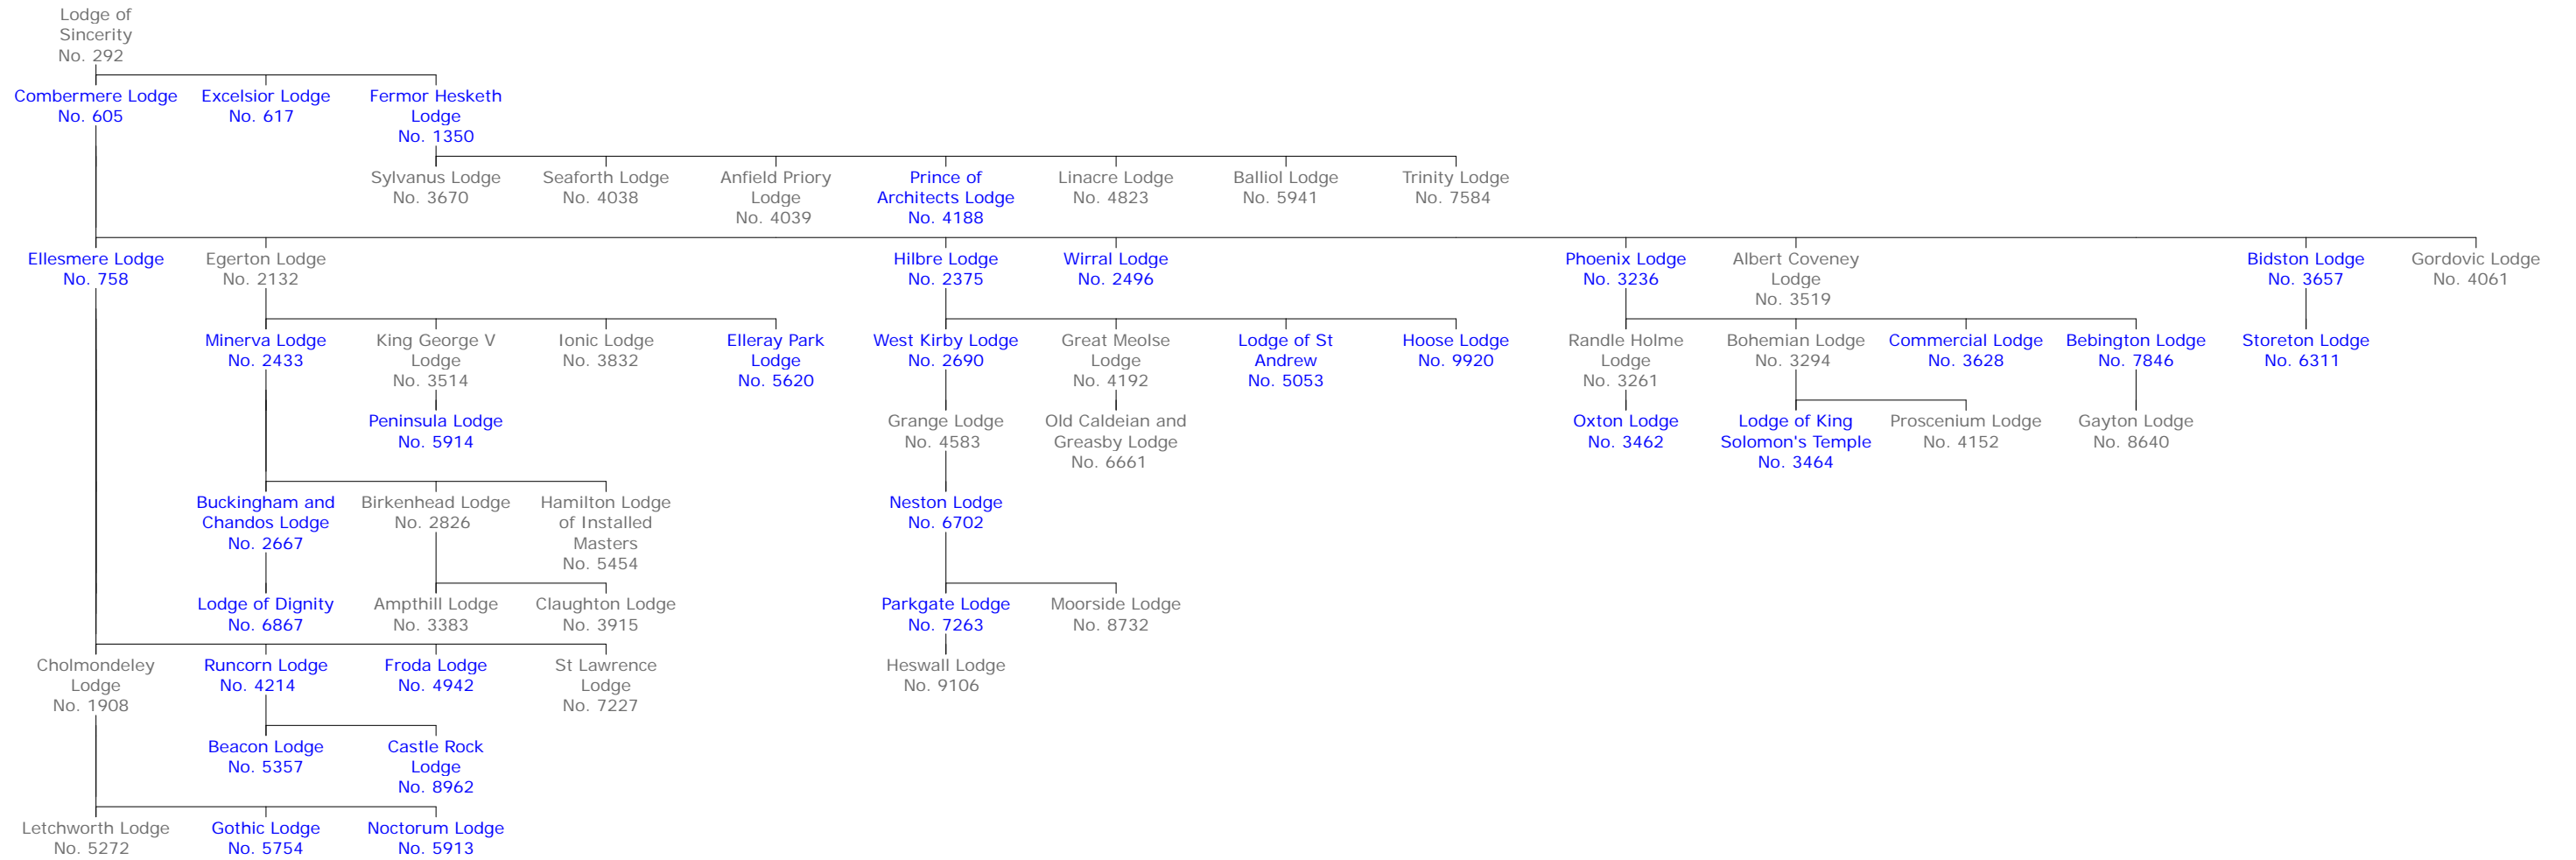 Lodge of
Sincerity
No. 292
Combermere Lodge
No. 605
Excelsior Lodge
No. 617
Fermor Hesketh
Lodge
No. 1350
Sylvanus Lodge
No. 3670
Seaforth Lodge
No. 4038
Anfield Priory
Lodge
No. 4039
Prince of
Architects Lodge
No. 4188
Linacre Lodge
No. 4823
Balliol Lodge
No. 5941
Trinity Lodge
No. 7584
Ellesmere Lodge
No. 758
Egerton Lodge
No. 2132
Hilbre Lodge
No. 2375
Wirral Lodge
No. 2496
Phoenix Lodge
No. 3236
Albert Coveney
Lodge
No. 3519
Bidston Lodge
No. 3657
Gordovic Lodge
No. 4061
Minerva Lodge
No. 2433
King George V
Lodge
No. 3514
Ionic Lodge
No. 3832
Elleray Park
Lodge
No. 5620
West Kirby Lodge
No. 2690
Great Meolse
Lodge
No. 4192
Lodge of St
Andrew
No. 5053
Hoose Lodge
No. 9920
Randle Holme
Lodge
No. 3261
Bohemian Lodge
No. 3294
Commercial Lodge
No. 3628
Bebington Lodge
No. 7846
Storeton Lodge
No. 6311
Peninsula Lodge
No. 5914
Grange Lodge
No. 4583
Old Caldeian and
Greasby Lodge
No. 6661
Oxton Lodge
No. 3462
Lodge of King
Solomon's Temple
No. 3464
Proscenium Lodge
No. 4152
Gayton Lodge
No. 8640
Buckingham and
Chandos Lodge
No. 2667
Birkenhead Lodge
No. 2826
Hamilton Lodge
of Installed
Masters
No. 5454
Neston Lodge
No. 6702
Lodge of Dignity
No. 6867
Ampthill Lodge
No. 3383
Claughton Lodge
No. 3915
Parkgate Lodge
No. 7263
Moorside Lodge
No. 8732
Cholmondeley
Lodge
No. 1908
Runcorn Lodge
No. 4214
Froda Lodge
No. 4942
St Lawrence
Lodge
No. 7227
Heswall Lodge
No. 9106
Beacon Lodge
No. 5357
Castle Rock
Lodge
No. 8962
Letchworth Lodge
No. 5272
Gothic Lodge
No. 5754
Noctorum Lodge
No. 5913